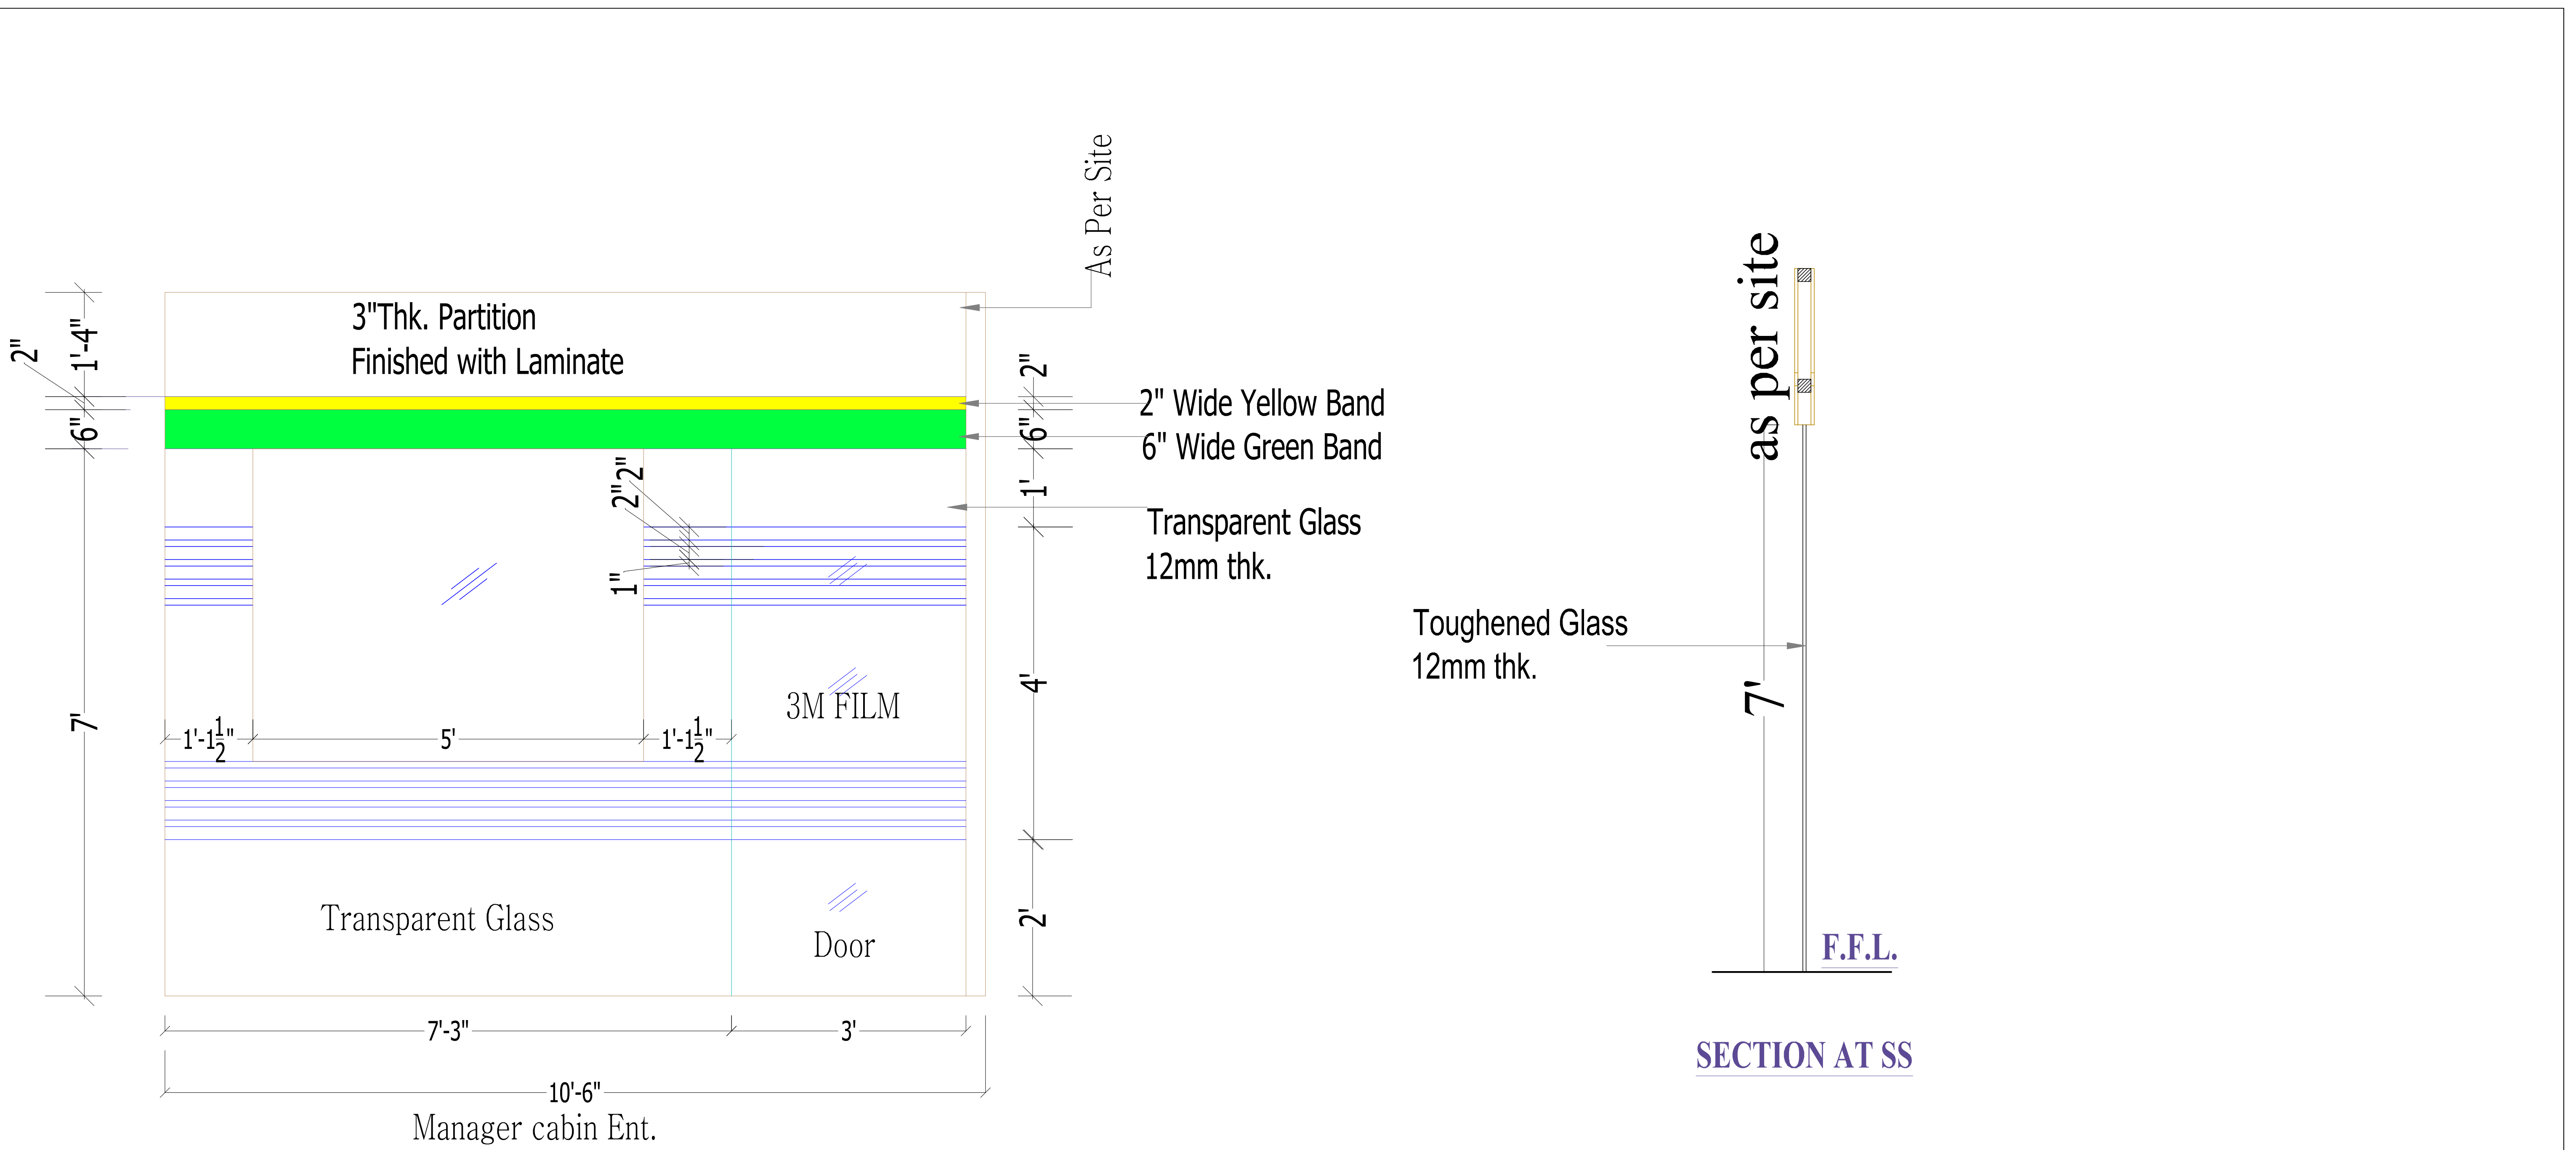 As Per Site
3"Thk. Partition
Finished with Laminate
2"
1'-4"
6"
7'
2"
6"
1'
4'
2'
2" Wide Yellow Band
6" Wide Green Band
Transparent Glass
12mm thk.
2"
2"
1"
3M FILM
1'-1½"
5'
1'-1½"
Transparent Glass
Door
7'-3"
3'
10'-6"
Manager cabin Ent.
as per site
Toughened Glass
12mm thk.
7'
F.F.L.
SECTION AT SS